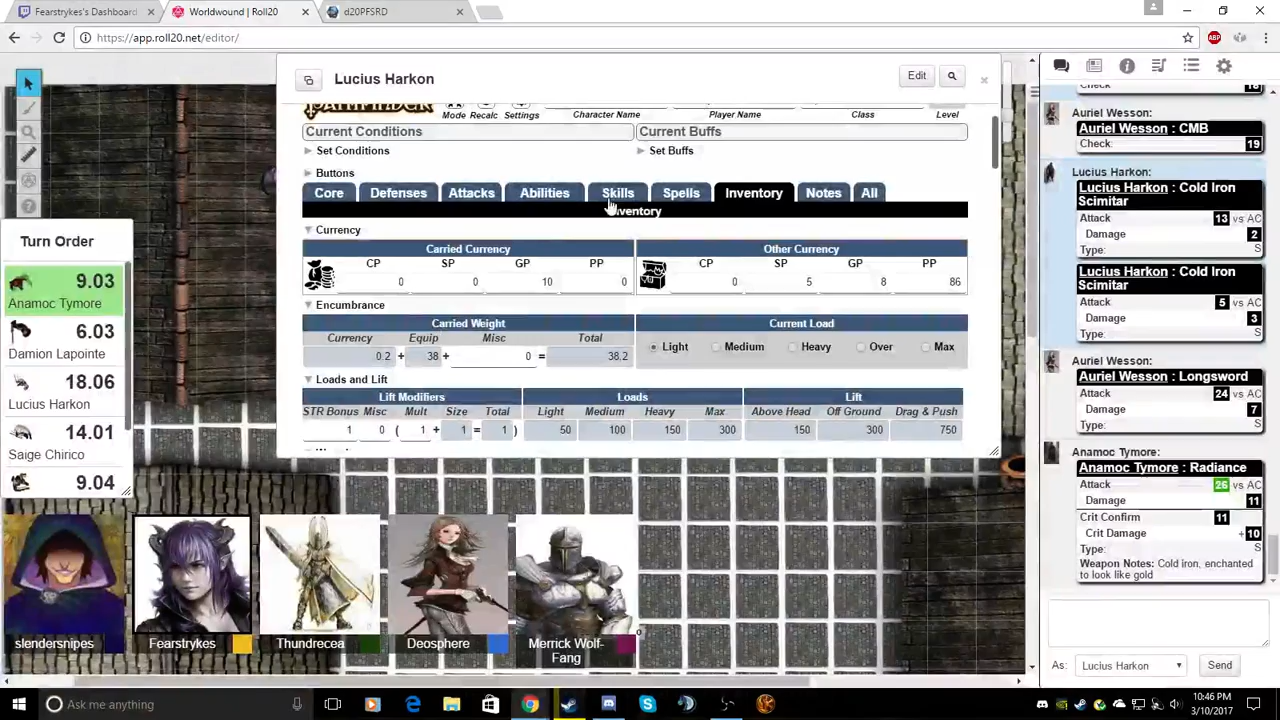 Fearstrykes's Dashboard
Worldwound | Roll20
d20PFSRD
https://app.roll20.net/editor/
Lucius Harkon
Edit
Mode Recalc Settings
Character Name
Player Name
Class
Level
Current Conditions
Current Buffs
Set Conditions
Set Buffs
Buttons
Core Defenses Attacks Abilities Skills Spells Inventory Notes All
Inventory
Currency
Carried Currency
Other Currency
CP SP GP PP
CP SP GP PP
0 0 10 0
0 5 8 86
Encumbrance
Carried Weight
Current Load
Currency Equip Misc Total
Light Medium Heavy Over Max
0.2 + 38 + 0 = 38.2
Loads and Lift
Lift Modifiers
Loads
Lift
STR Bonus Misc Mult Size Total
Light Medium Heavy Max
Above Head Off Ground Drag & Push
1 0 ( 1 + 1 = 1 )
50 100 150 300
150 300 750
Turn Order
9.03
Anamoc Tymore
6.03
Damion Lapointe
18.06
Lucius Harkon
14.01
Saige Chirico
9.04
slendersnipes
Fearstrykes
Thundrecea
Deosphere
Merrick Wolf-
Fang
Auriel Wesson:
Auriel Wesson : CMB
Check: 19
Lucius Harkon:
Lucius Harkon : Cold Iron
Scimitar
Attack 13 vs AC
Damage 2
Type: S
Lucius Harkon : Cold Iron
Scimitar
Attack 5 vs AC
Damage 3
Type: S
Auriel Wesson:
Auriel Wesson : Longsword
Attack 24 vs AC
Damage 7
Type: S
Anamoc Tymore:
Anamoc Tymore : Radiance
Attack 26 vs AC
Damage 11
Crit Confirm 11
Crit Damage +10
Type: S
Weapon Notes: Cold iron, enchanted
to look like gold
As: Lucius Harkon
Send
Ask me anything
10:46 PM
3/10/2017